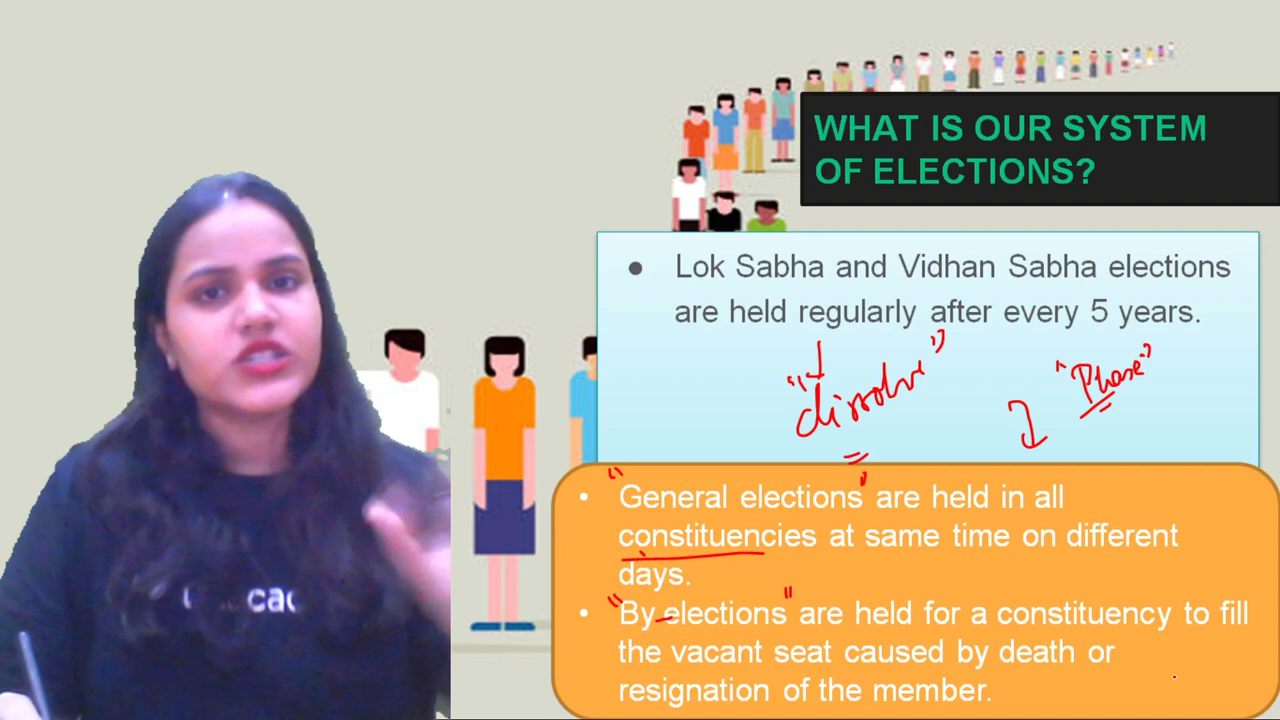 WHAT IS OUR SYSTEM
OF ELECTIONS?
● Lok Sabha and Vidhan Sabha elections
are held regularly after every 5 years.
"dissolve"
"Phase"
• "General elections" are held in all
constituencies at same time on different
days.
• "By-elections" are held for a constituency to fill
the vacant seat caused by death or
resignation of the member.